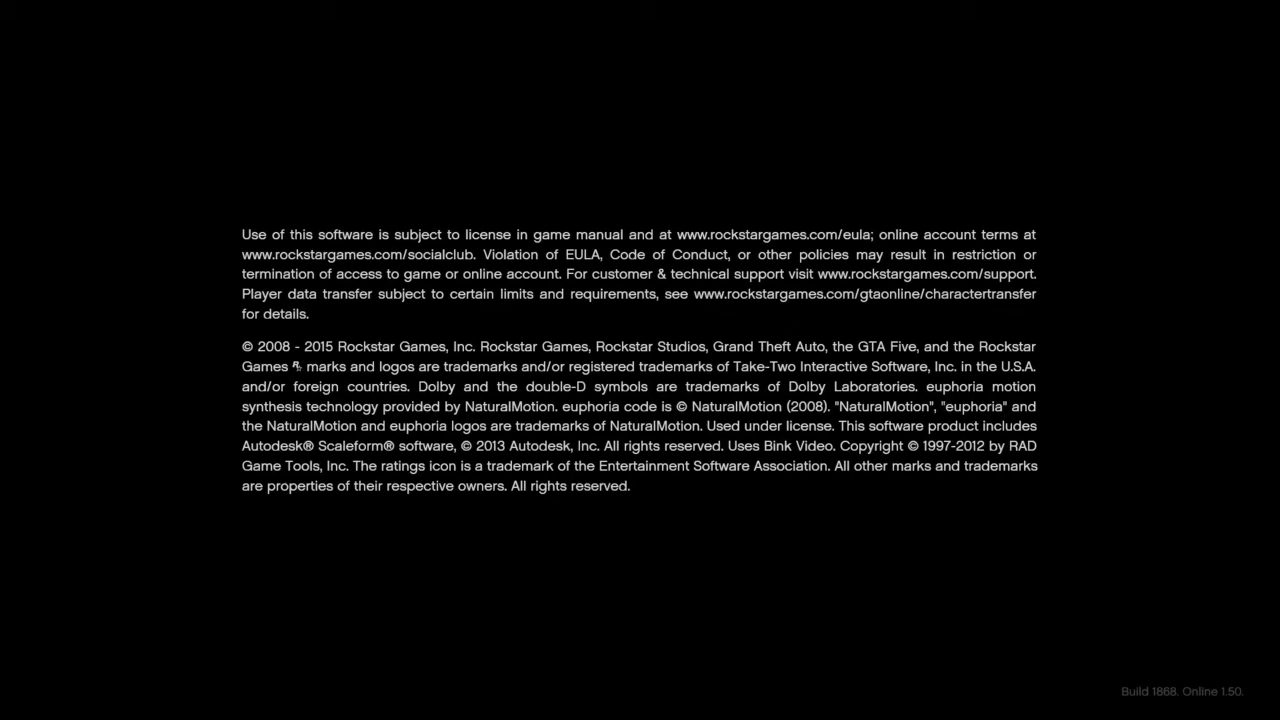 Use of this software is subject to license in game manual and at www.rockstargames.com/eula; online account terms at
www.rockstargames.com/socialclub. Violation of EULA, Code of Conduct, or other policies may result in restriction or
termination of access to game or online account. For customer & technical support visit www.rockstargames.com/support.
Player data transfer subject to certain limits and requirements, see www.rockstargames.com/gtaonline/charactertransfer
for details.
© 2008 - 2015 Rockstar Games, Inc. Rockstar Games, Rockstar Studios, Grand Theft Auto, the GTA Five, and the Rockstar
Games R* marks and logos are trademarks and/or registered trademarks of Take-Two Interactive Software, Inc. in the U.S.A.
and/or foreign countries. Dolby and the double-D symbols are trademarks of Dolby Laboratories. euphoria motion
synthesis technology provided by NaturalMotion. euphoria code is © NaturalMotion (2008). "NaturalMotion", "euphoria" and
the NaturalMotion and euphoria logos are trademarks of NaturalMotion. Used under license. This software product includes
Autodesk® Scaleform® software, © 2013 Autodesk, Inc. All rights reserved. Uses Bink Video. Copyright © 1997-2012 by RAD
Game Tools, Inc. The ratings icon is a trademark of the Entertainment Software Association. All other marks and trademarks
are properties of their respective owners. All rights reserved.
Build 1868. Online 1.50.